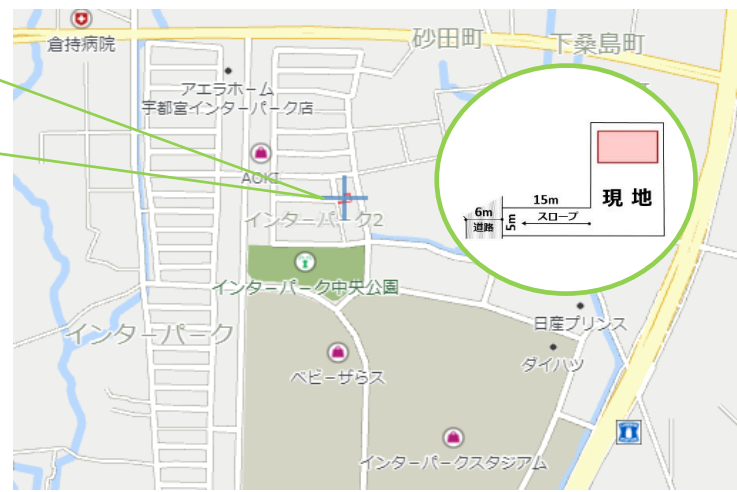 倉持病院
砂田町
下桑島町
アエラホーム
宇都宮インターパーク店
AOKI
インターパーク2
15m
スロープ
6m
道路
5m
現地
インターパーク中央公園
インターパーク
日産プリンス
ダイハツ
ベビーザらス
インターパークスタジアム